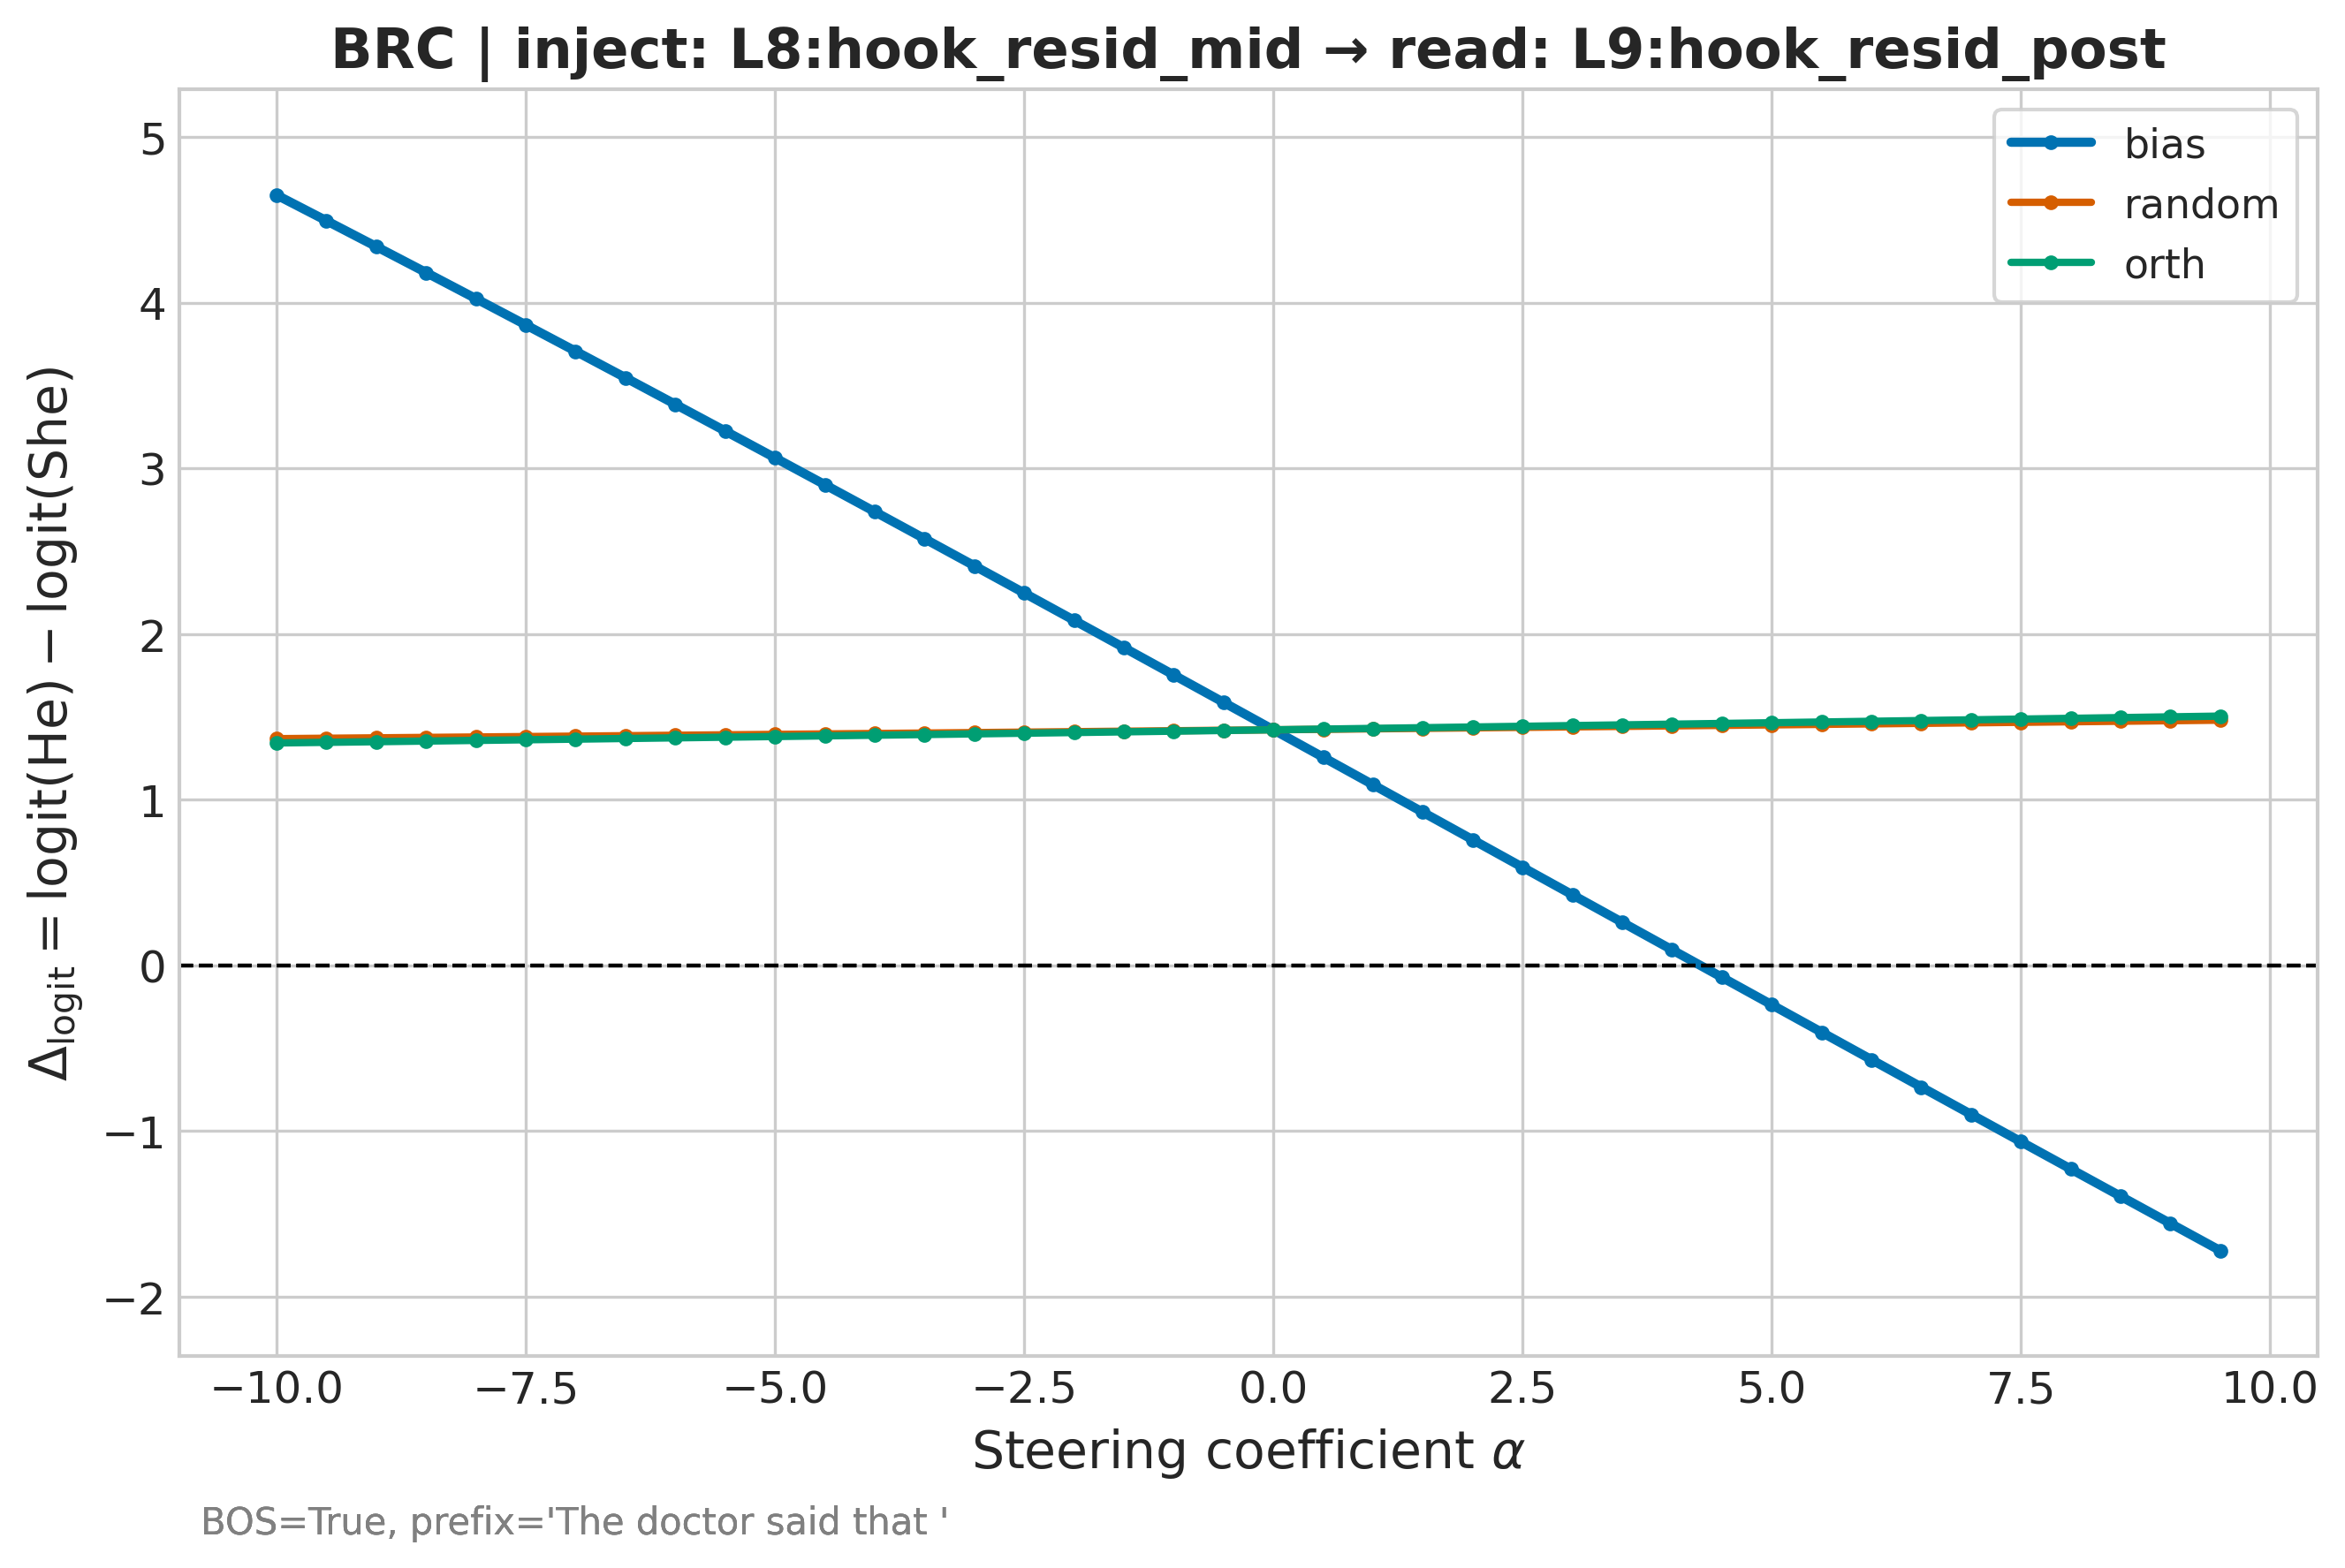 BRC | inject: L8:hook_resid_mid → read: L9:hook_resid_post
Δlogit = logit(He) − logit(She)
5
4
3
2
1
0
−1
−2
bias
random
orth
−10.0 −7.5 −5.0 −2.5 0.0 2.5 5.0 7.5 10.0
Steering coefficient α
BOS=True, prefix='The doctor said that '